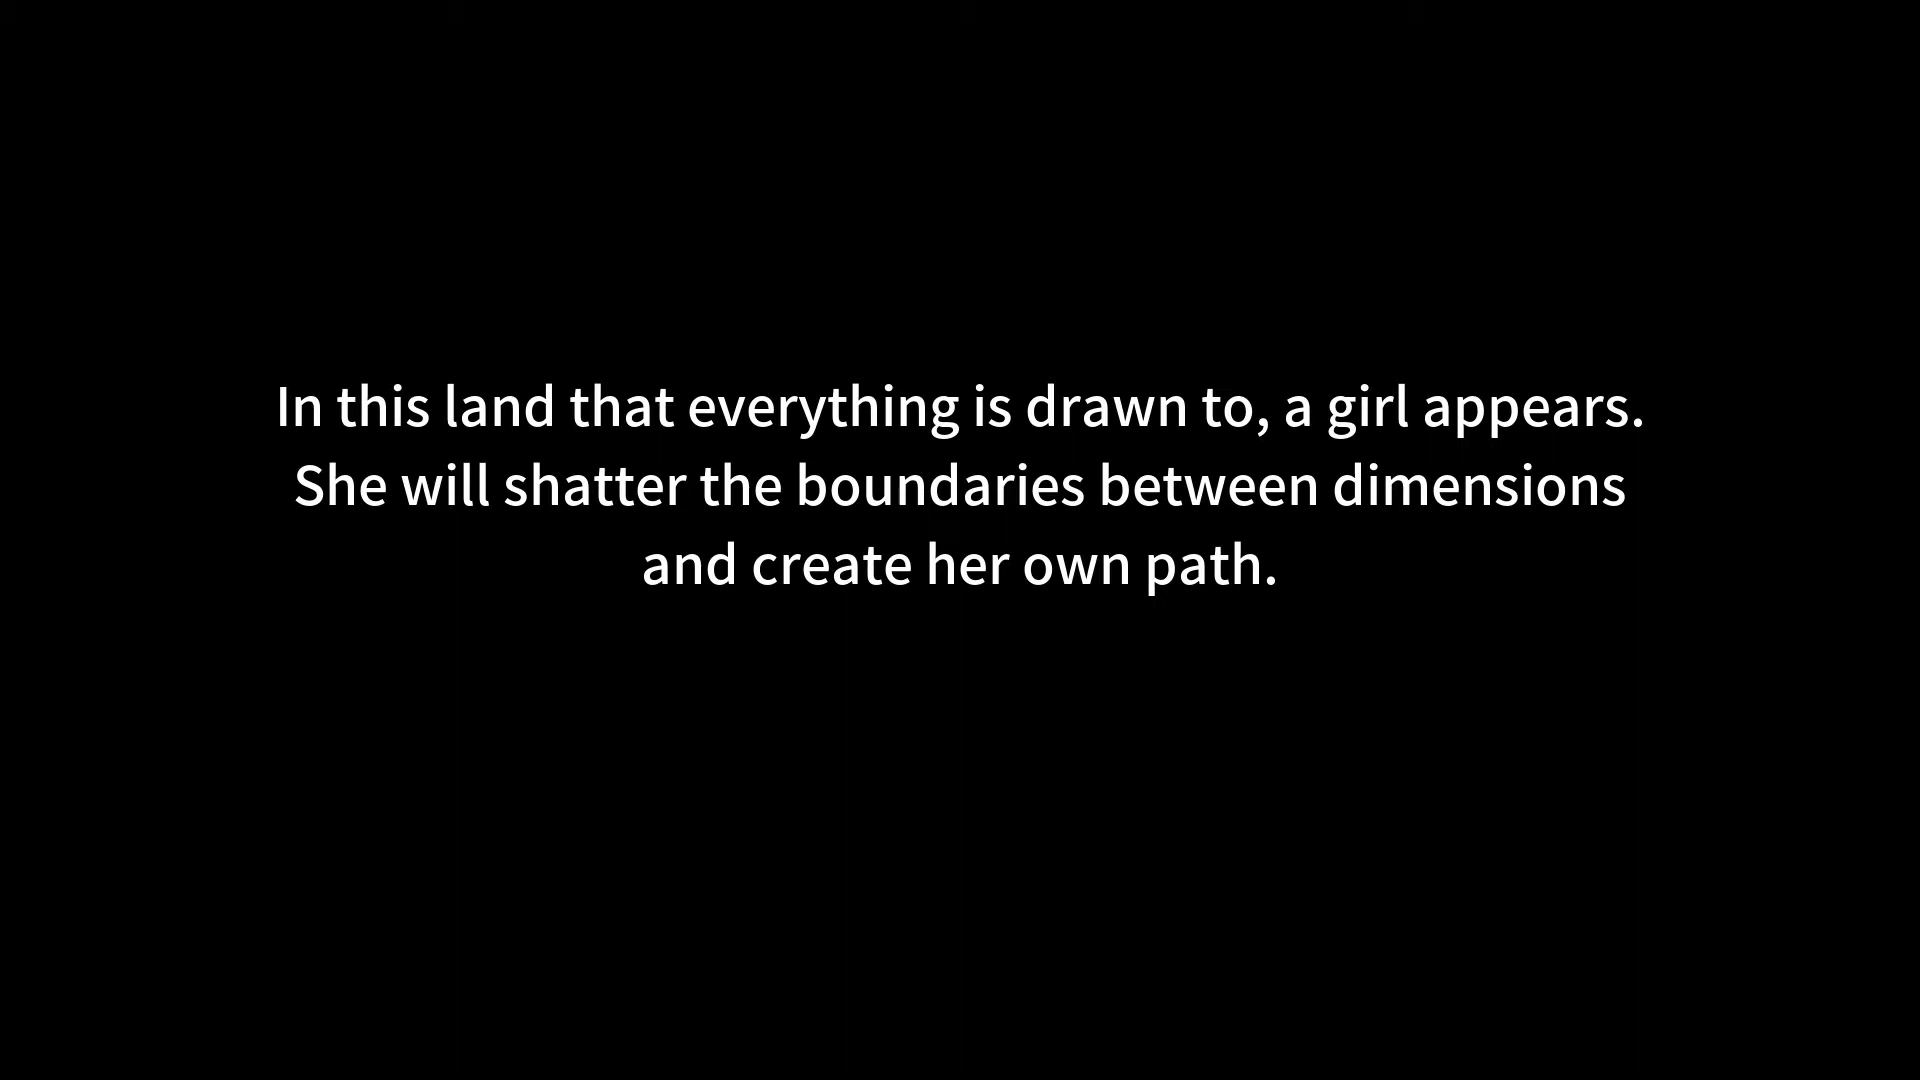 In this land that everything is drawn to, a girl appears.
She will shatter the boundaries between dimensions
and create her own path.